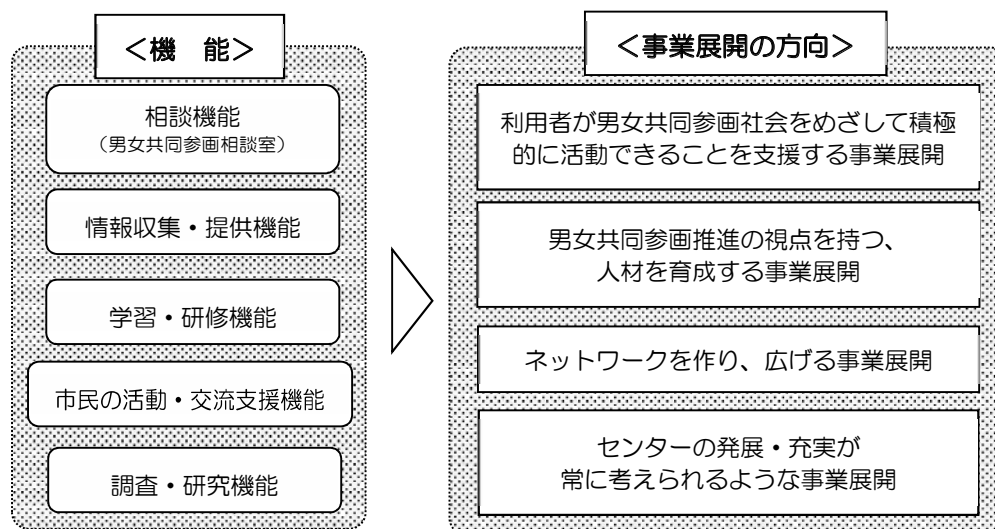 ＜機　能＞
相談機能
（男女共同参画相談室）
情報収集・提供機能
学習・研修機能
市民の活動・交流支援機能
調査・研究機能
＜事業展開の方向＞
利用者が男女共同参画社会をめざして積極
的に活動できることを支援する事業展開
男女共同参画推進の視点を持つ、
人材を育成する事業展開
ネットワークを作り、広げる事業展開
センターの発展・充実が
常に考えられるような事業展開